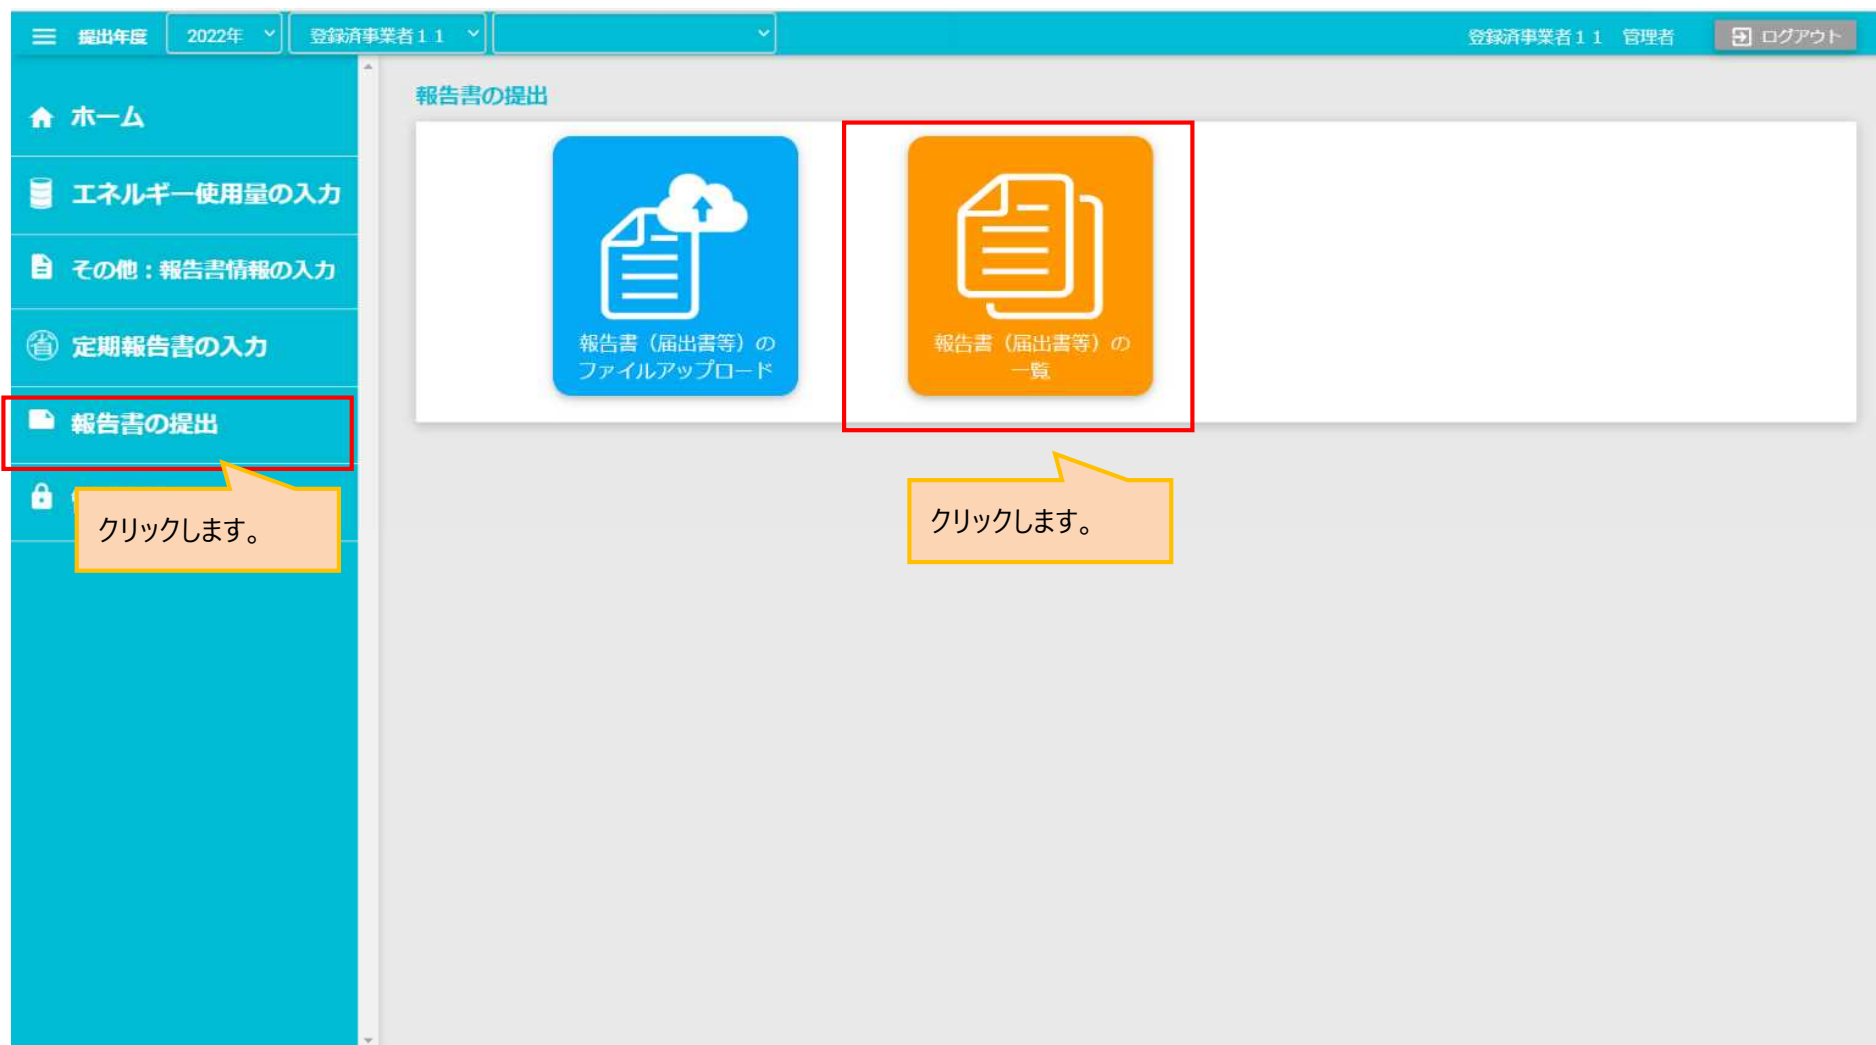 提出年度 2022年 登録済事業者１１ 登録済事業者１１ 管理者 ログアウト
ホーム
エネルギー使用量の入力
その他：報告書情報の入力
省 定期報告書の入力
報告書の提出
クリックします。
報告書の提出
報告書（届出書等）の
ファイルアップロード
報告書（届出書等）の
一覧
クリックします。